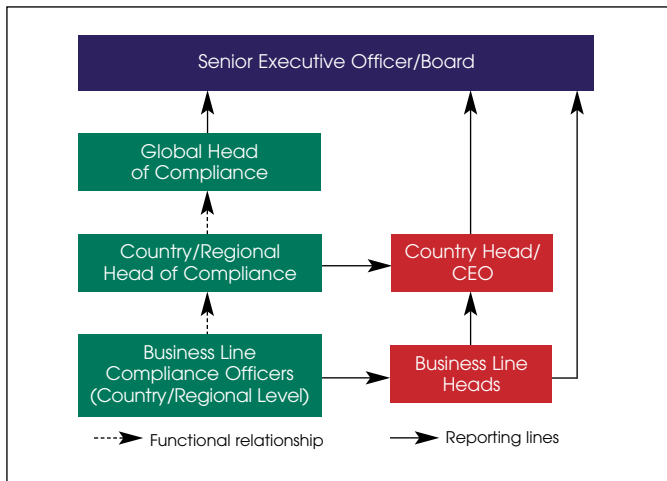 Senior Executive Officer/Board
Global Head
of Compliance
Country/Regional
Head of Compliance
Country Head/
CEO
Business Line
Compliance Officers
(Country/Regional Level)
Business Line
Heads
Functional relationship
Reporting lines